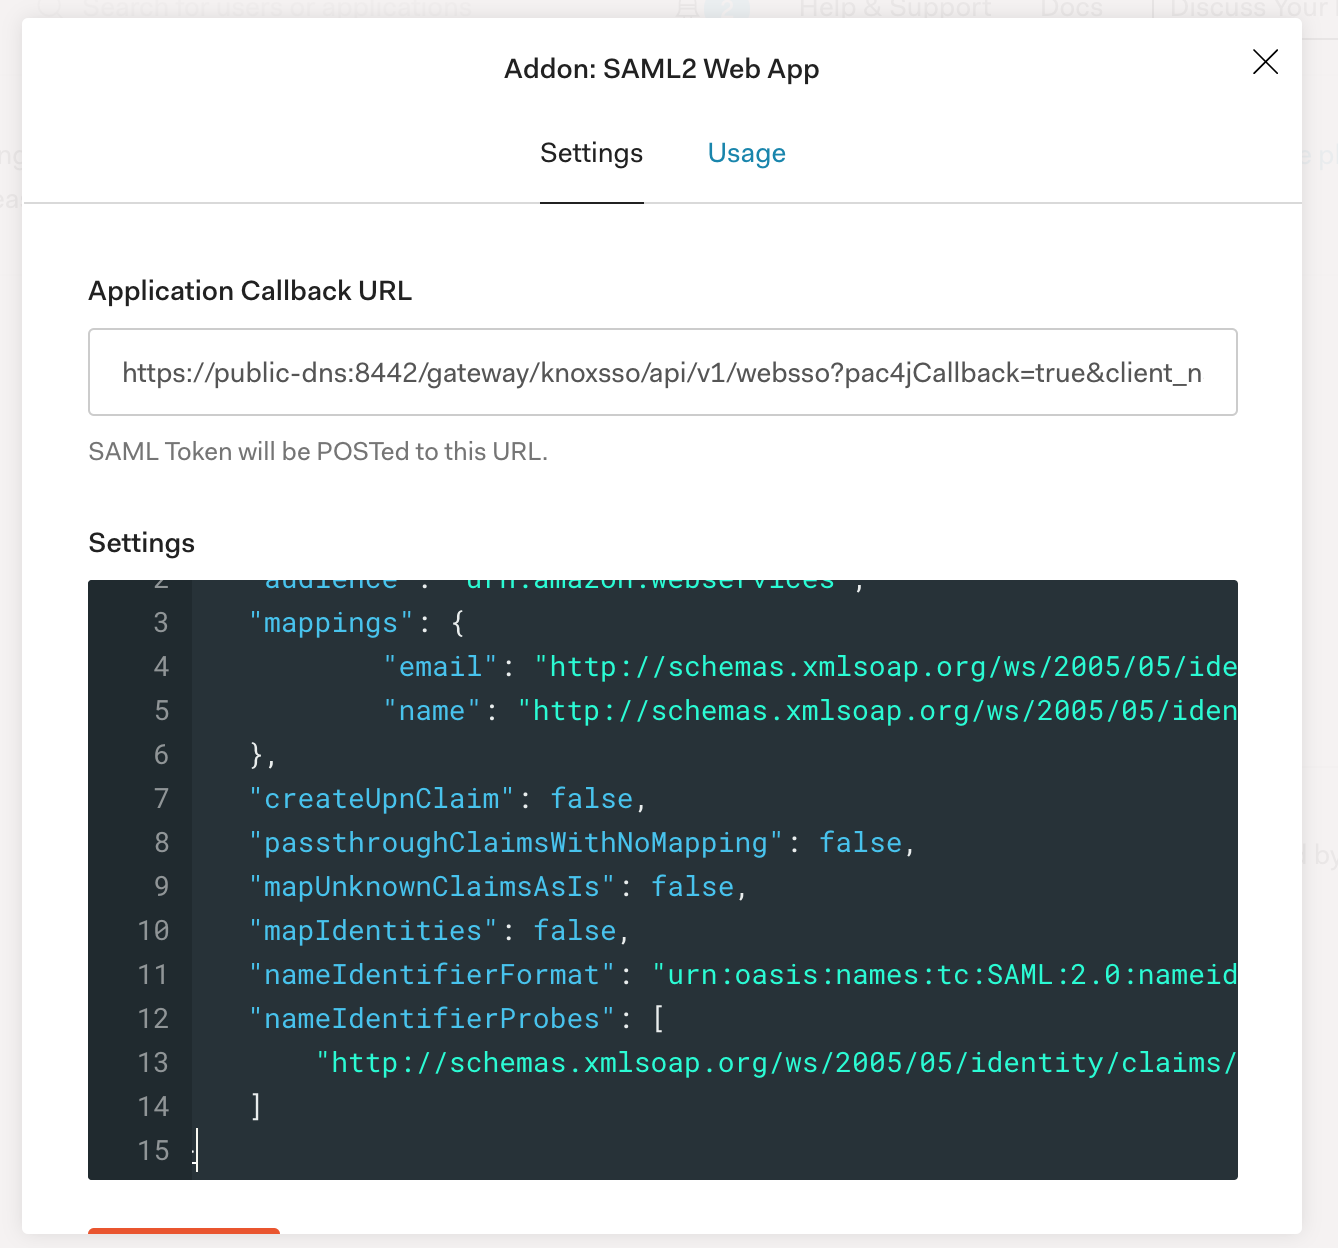 Search for users or applications
Help & Support
Docs
Discuss Your
Addon: SAML2 Web App
Settings
Usage
Application Callback URL
https://public-dns:8442/gateway/knoxsso/api/v1/websso?pac4jCallback=true&client_n
SAML Token will be POSTed to this URL.
Settings
2 "audience": "urn:amazon:webservices",
3 "mappings": {
4 "email": "http://schemas.xmlsoap.org/ws/2005/05/ide
5 "name": "http://schemas.xmlsoap.org/ws/2005/05/iden
6 },
7 "createUpnClaim": false,
8 "passthroughClaimsWithNoMapping": false,
9 "mapUnknownClaimsAsIs": false,
10 "mapIdentities": false,
11 "nameIdentifierFormat": "urn:oasis:names:tc:SAML:2.0:nameid
12 "nameIdentifierProbes": [
13 "http://schemas.xmlsoap.org/ws/2005/05/identity/claims/
14 ]
15